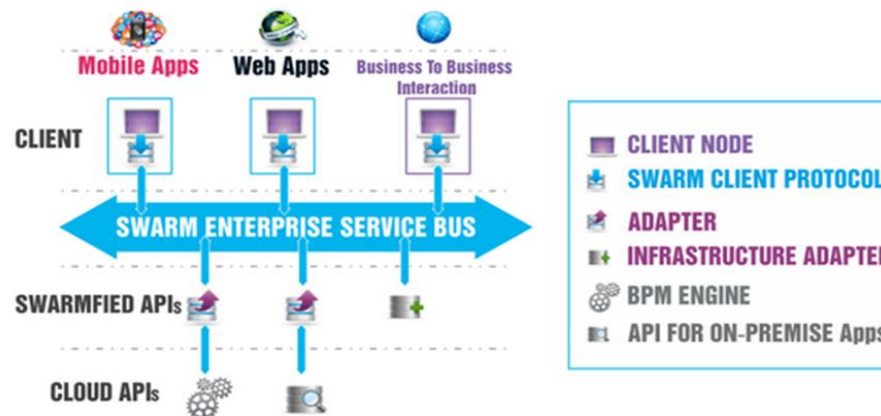 Mobile Apps
Web Apps
Business To Business
Interaction
CLIENT
SWARM ENTERPRISE SERVICE BUS
SWARMFIED APIs
CLOUD APIs
CLIENT NODE
SWARM CLIENT PROTOCOL
ADAPTER
INFRASTRUCTURE ADAPTER
BPM ENGINE
API FOR ON-PREMISE Apps